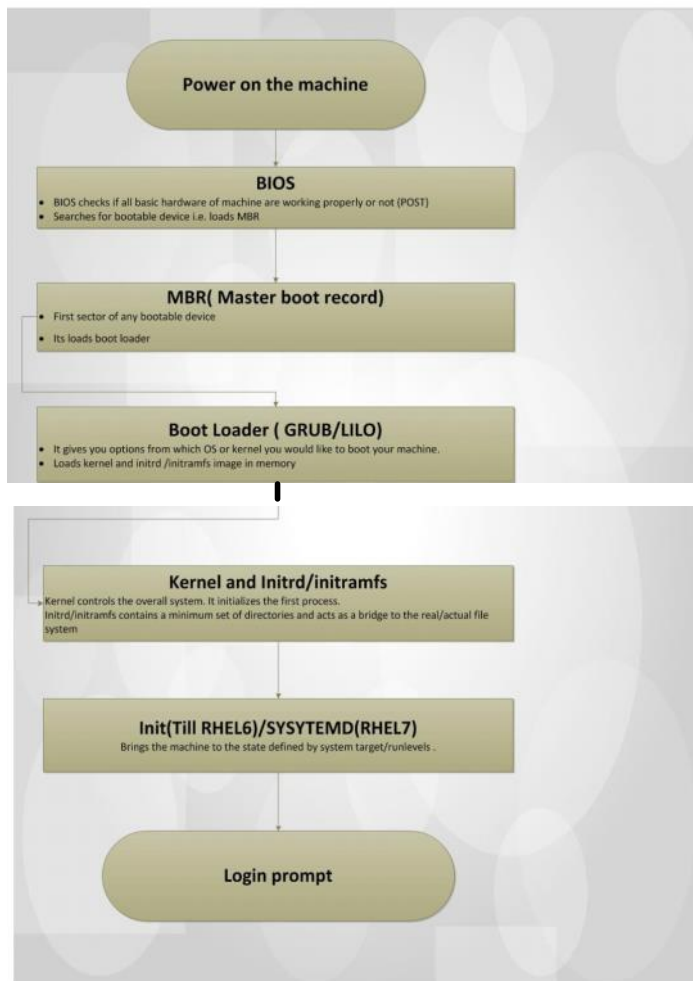 Power on the machine
BIOS
• BIOS checks if all basic hardware of machine are working properly or not (POST)
• Searches for bootable device i.e. loads MBR
MBR( Master boot record)
• First sector of any bootable device
• Its loads boot loader
Boot Loader ( GRUB/LILO)
• It gives you options from which OS or kernel you would like to boot your machine.
• Loads kernel and initrd /initramfs image in memory
Kernel and Initrd/initramfs
Kernel controls the overall system. It initializes the first process.
Initrd/initramfs contains a minimum set of directories and acts as a bridge to the real/actual file
system
Init(Till RHEL6)/SYSYTEMD(RHEL7)
Brings the machine to the state defined by system target/runlevels .
Login prompt